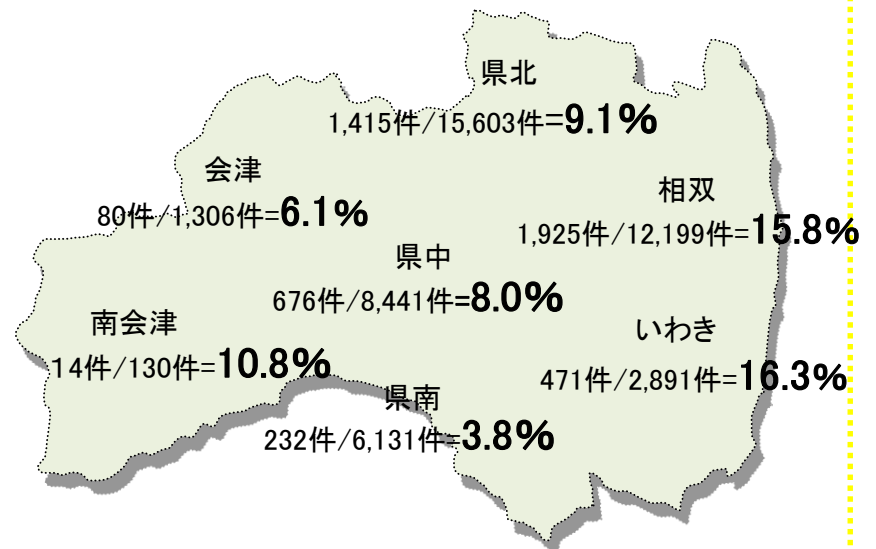 県北
1,415件/15,603件=9.1%
会津
80件/1,306件=6.1%
相双
1,925件/12,199件=15.8%
県中
676件/8,441件=8.0%
南会津
14件/130件=10.8%
いわき
471件/2,891件=16.3%
県南
232件/6,131件=3.8%